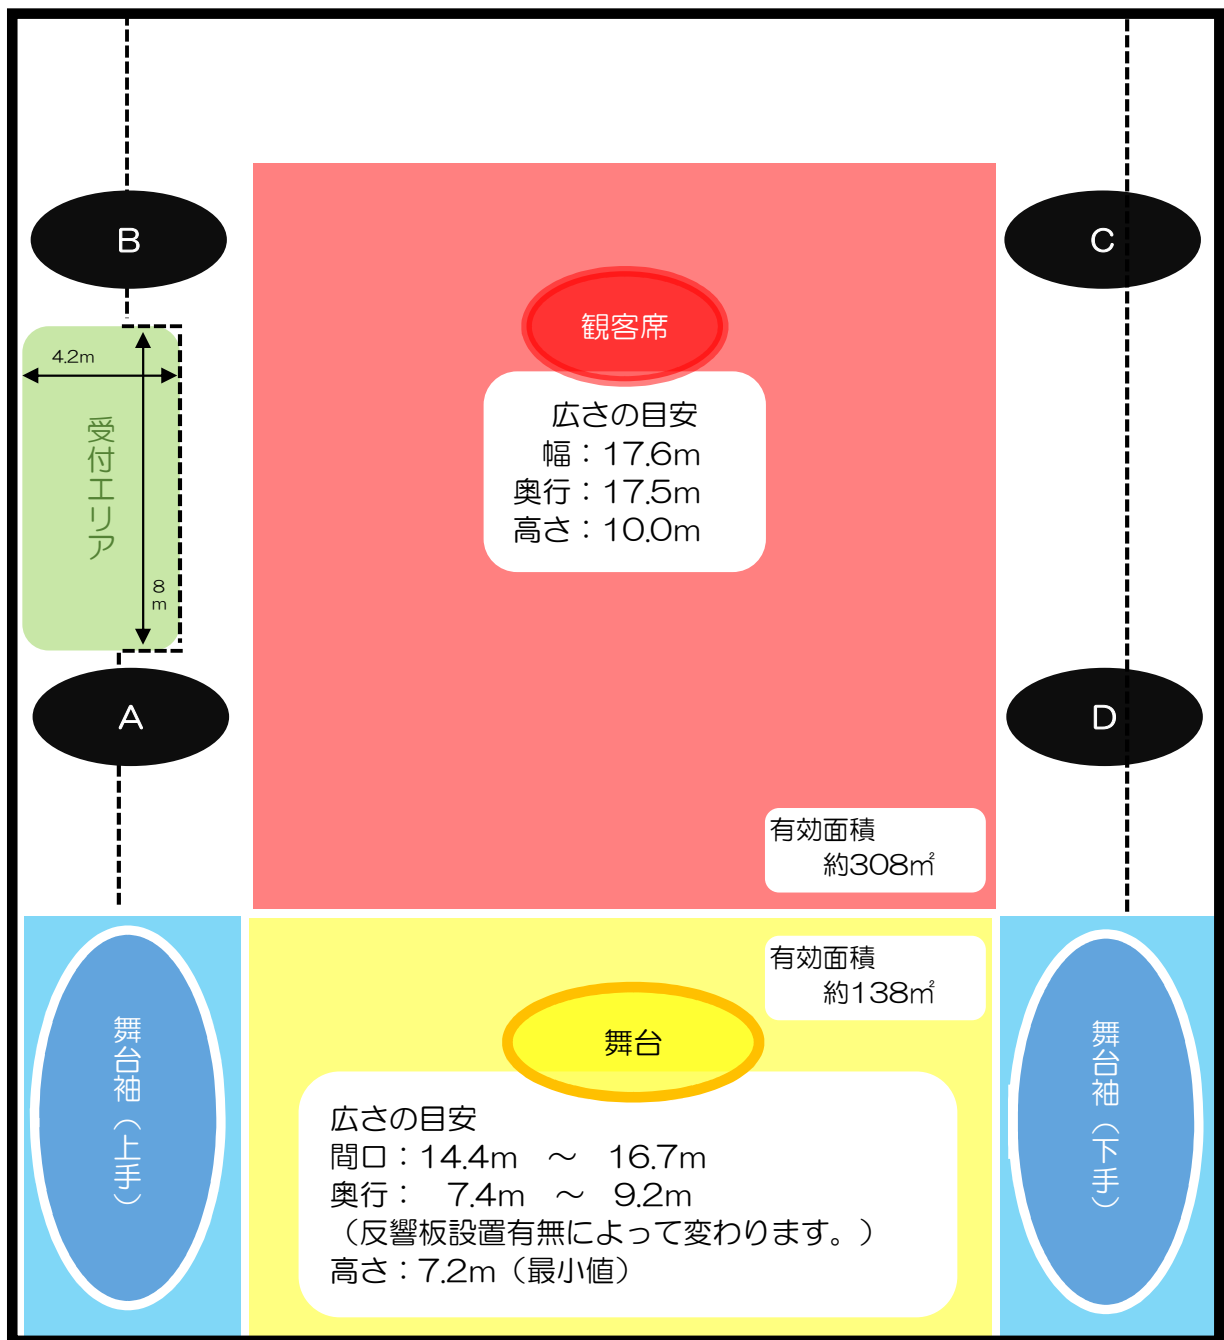 B
C
観客席
4.2m
広さの目安
幅：17.6m
奥行：17.5m
高さ：10.0m
受付エリア
8
m
A
D
有効面積
約308㎡
有効面積
約138㎡
舞台
舞台袖（上手）
舞台袖（下手）
広さの目安
間口：14.4m　～　16.7m
奥行：　7.4m　～　9.2m
（反響板設置有無によって変わります。）
高さ：7.2m（最小値）